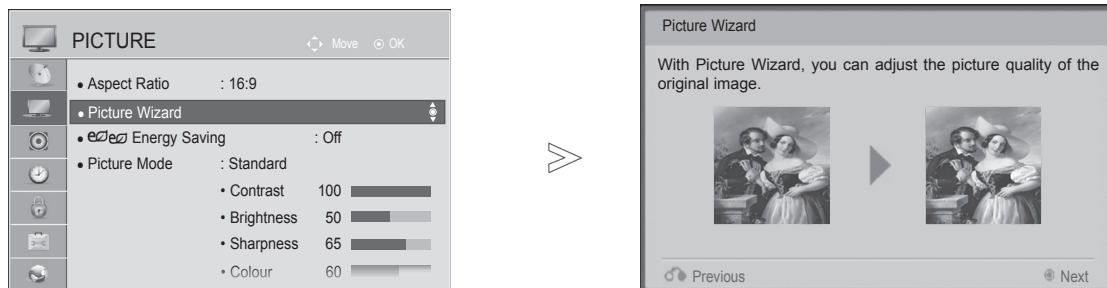 PICTURE
Move ⊙ OK
• Aspect Ratio : 16:9
• Picture Wizard
• Energy Saving : Off
• Picture Mode : Standard
• Contrast 100
• Brightness 50
• Sharpness 65
• Colour 60
Picture Wizard
With Picture Wizard, you can adjust the picture quality of the
original image.
Previous
Next